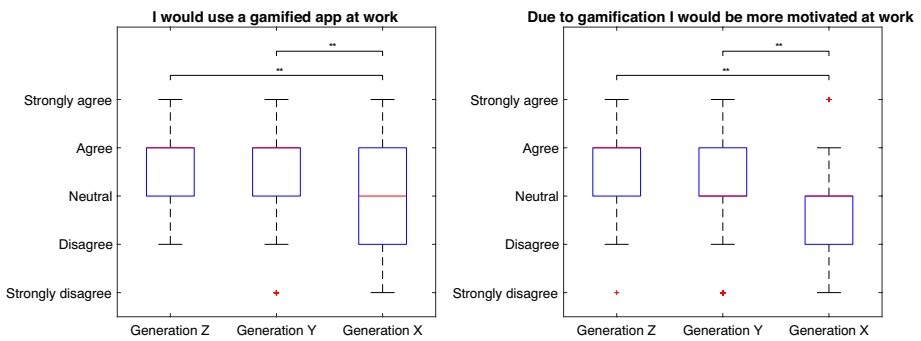 I would use a gamified app at work
**
**
Strongly agree
Agree
Neutral
Disagree
Strongly disagree
Generation Z Generation Y Generation X
Due to gamification I would be more motivated at work
**
**
Strongly agree
Agree
Neutral
Disagree
Strongly disagree
Generation Z Generation Y Generation X